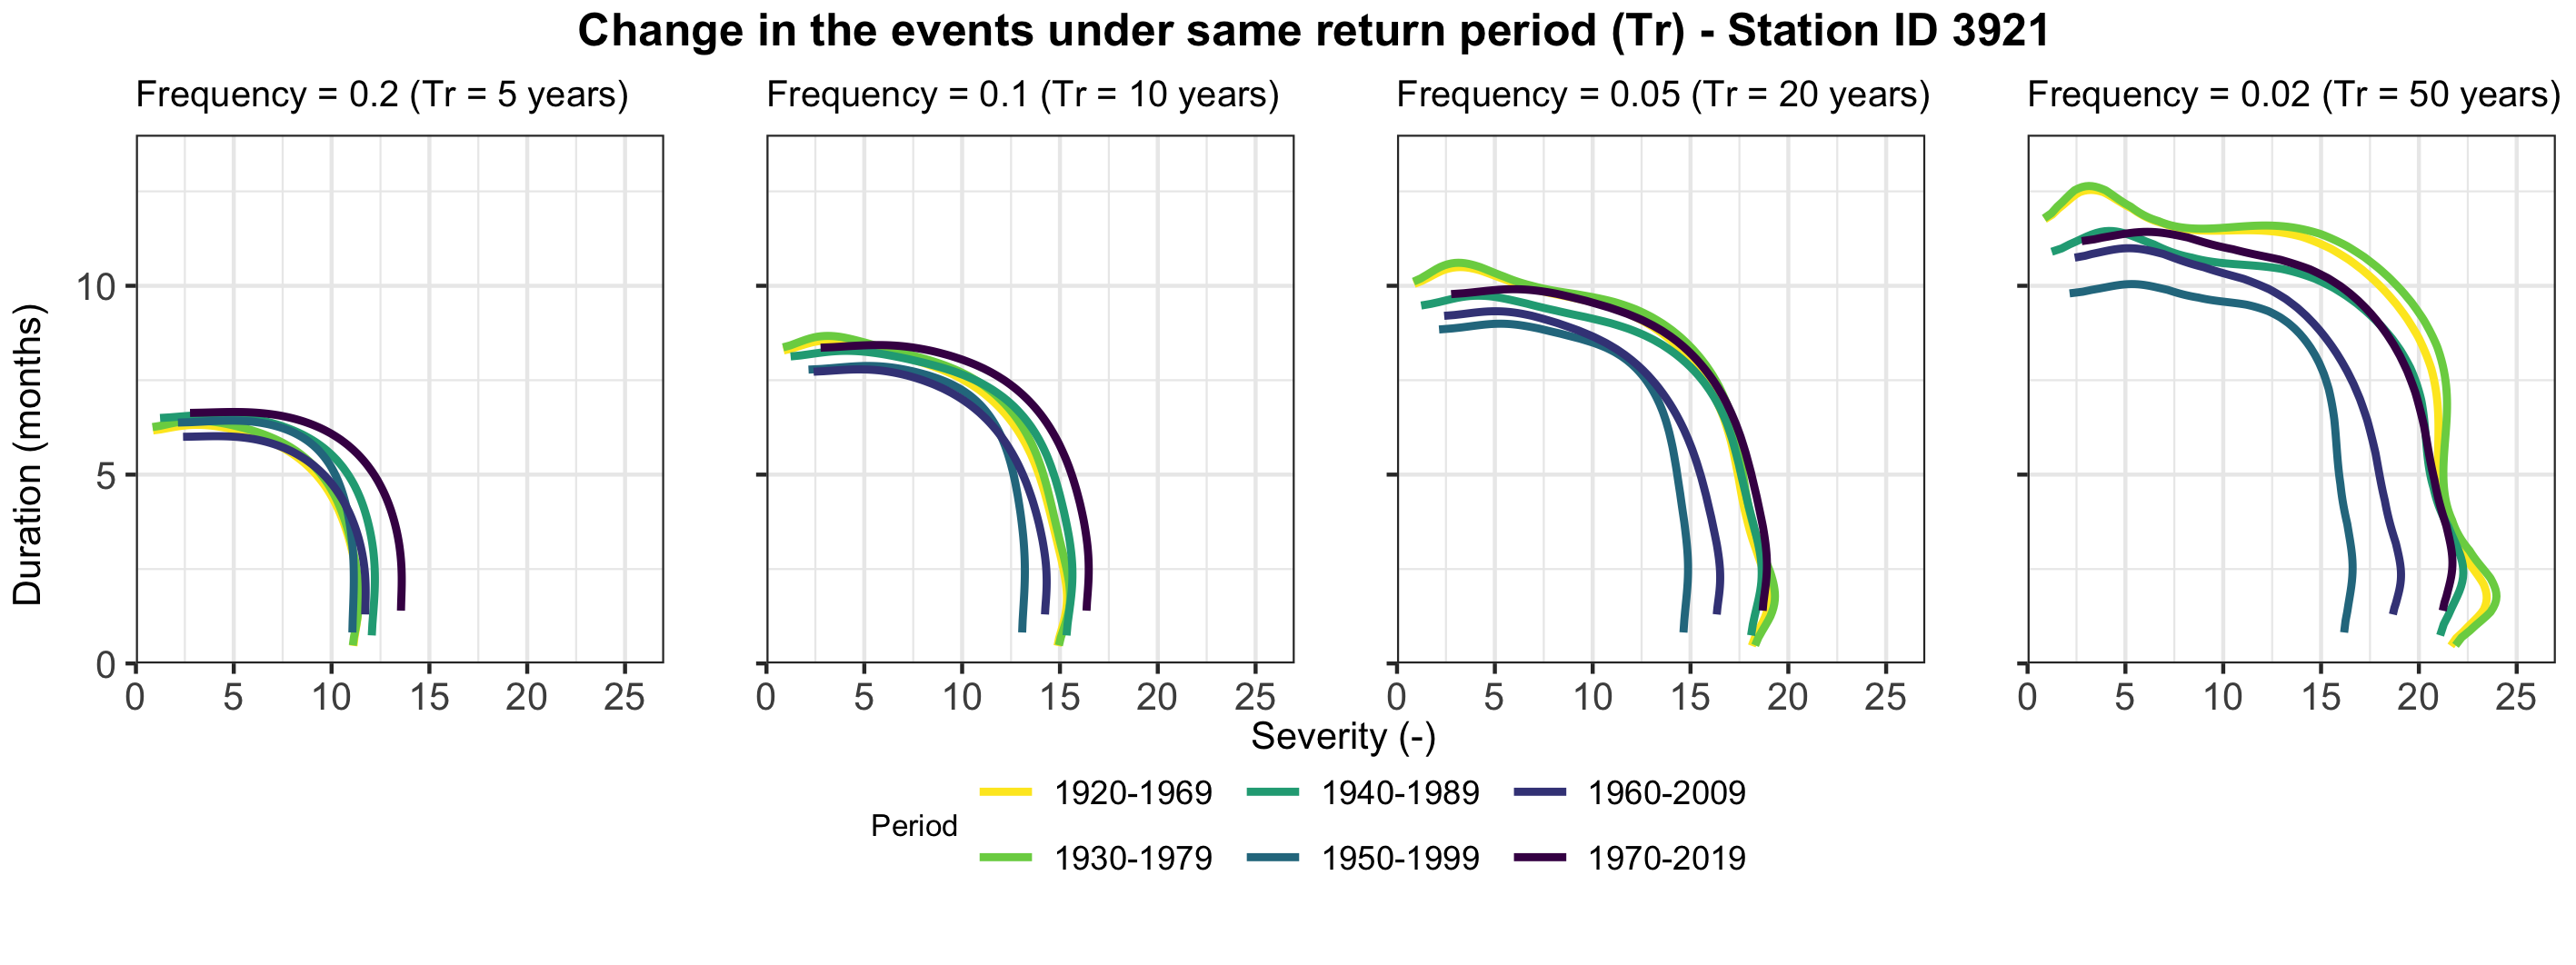 Change in the events under same return period (Tr) - Station ID 3921
Frequency = 0.2 (Tr = 5 years)
Frequency = 0.1 (Tr = 10 years)
Frequency = 0.05 (Tr = 20 years)
Frequency = 0.02 (Tr = 50 years)
Duration (months)
10
5
0
0 5 10 15 20 25
0 5 10 15 20 25
0 5 10 15 20 25
0 5 10 15 20 25
Severity (-)
Period
1920-1969
1940-1989
1960-2009
1930-1979
1950-1999
1970-2019